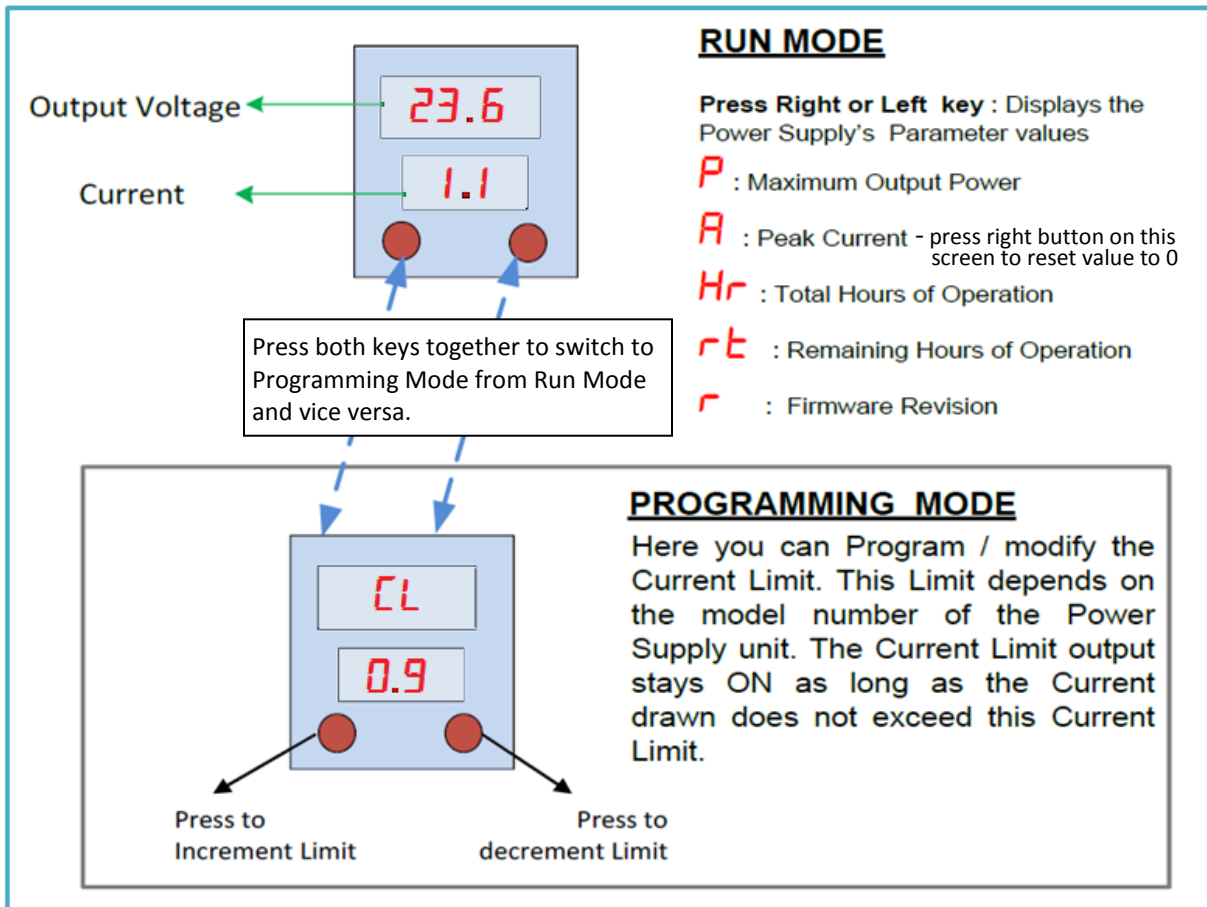 Output Voltage
23.6
Current
1.1
Press both keys together to switch to
Programming Mode from Run Mode
and vice versa.
RUN MODE
Press Right or Left key : Displays the
Power Supply's Parameter values
P : Maximum Output Power
A : Peak Current - press right button on this
screen to reset value to 0
Hr : Total Hours of Operation
rt : Remaining Hours of Operation
r : Firmware Revision
CL
0.9
Press to
Increment Limit
Press to
decrement Limit
PROGRAMMING MODE
Here you can Program / modify the
Current Limit. This Limit depends on
the model number of the Power
Supply unit. The Current Limit output
stays ON as long as the Current
drawn does not exceed this Current
Limit.